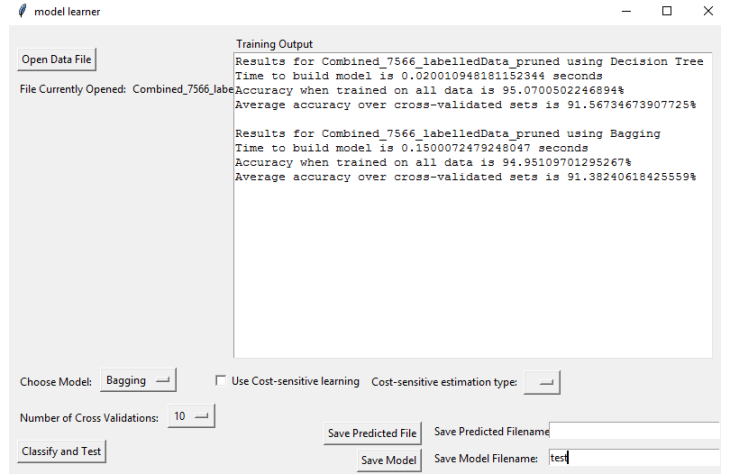 model learner
Open Data File
File Currently Opened: Combined_7566_labe
Training Output
Results for Combined_7566_labelledData_pruned using Decision Tree
Time to build model is 0.020010948181152344 seconds
Accuracy when trained on all data is 95.0700502246894%
Average accuracy over cross-validated sets is 91.56734673907725%
Results for Combined_7566_labelledData_pruned using Bagging
Time to build model is 0.1500072479248047 seconds
Accuracy when trained on all data is 94.95109701295267%
Average accuracy over cross-validated sets is 91.38240618425559%
Choose Model: Bagging Use Cost-sensitive learning Cost-sensitive estimation type:
Number of Cross Validations: 10
Save Predicted File Save Predicted Filename
Classify and Test
Save Model Save Model Filename: test